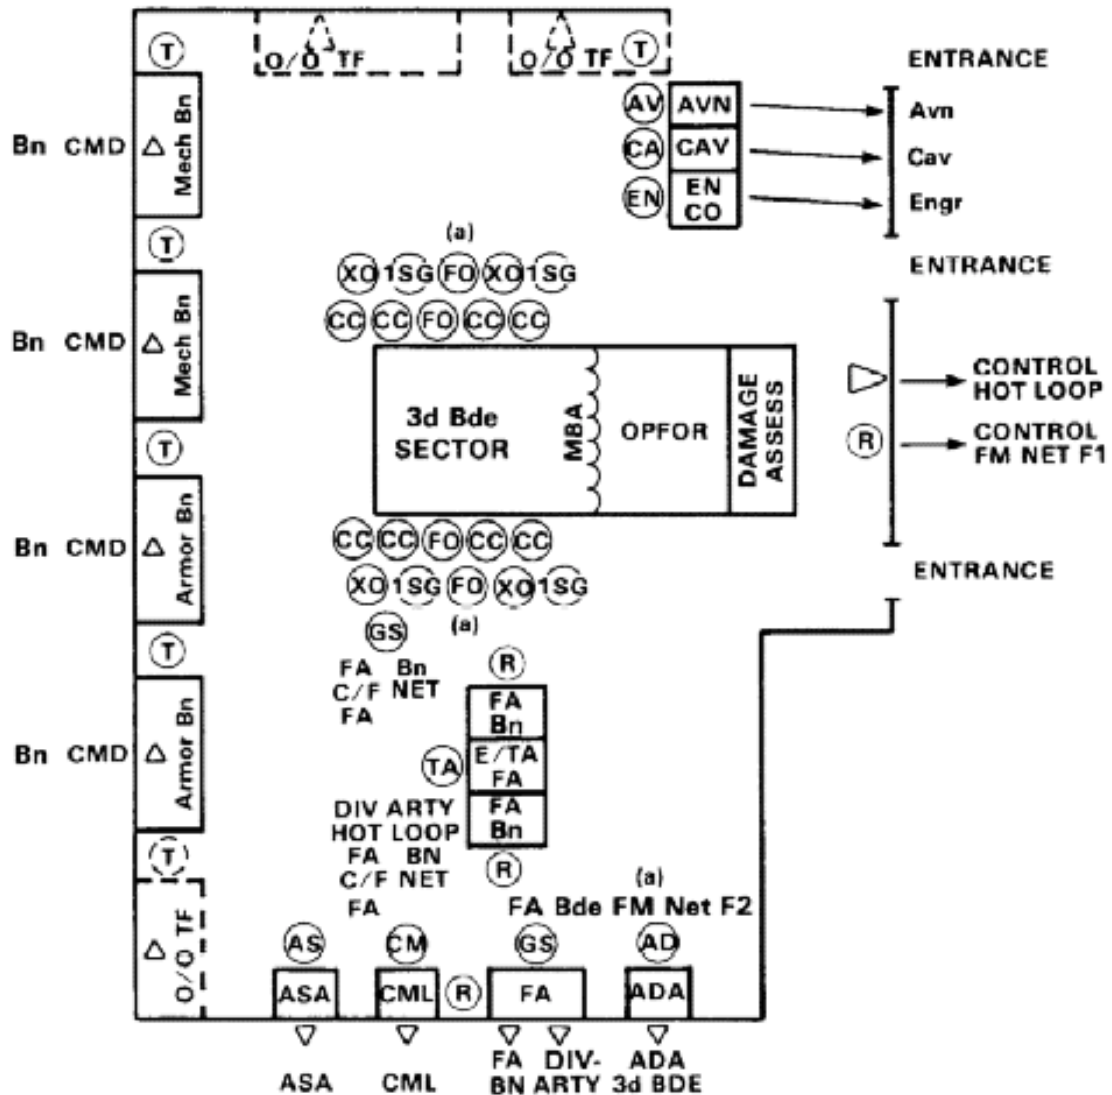 O/O TF
O/O TF
T
T
ENTRANCE
AV
AVN
Avn
Bn CMD
Mech Bn
CA
CAV
Cav
EN
EN
CO
Engr
(a)
T
ENTRANCE
XO 1SG FO XO 1SG
CC CC FO CC CC
Bn CMD
Mech Bn
3d Bde
SECTOR
MBA
OPFOR
DAMAGE
ASSESS
CONTROL
HOT LOOP
R
CONTROL
FM NET F1
T
CC CC FO CC CC
Bn CMD
Armor Bn
ENTRANCE
XO 1SG FO XO 1SG
(a)
GS
T
FA Bn
C/F NET
FA
R
FA
Bn
Bn CMD
Armor Bn
TA
E/TA
FA
FA
Bn
DIV ARTY
HOT LOOP
FA BN
C/F NET
FA
T
R
(a)
FA Bde FM Net F2
O/O TF
AS
CM
GS
AD
ASA
CML
R
FA
ADA
ASA
CML
FA
BN
DIV-
ARTY
ADA
3d BDE